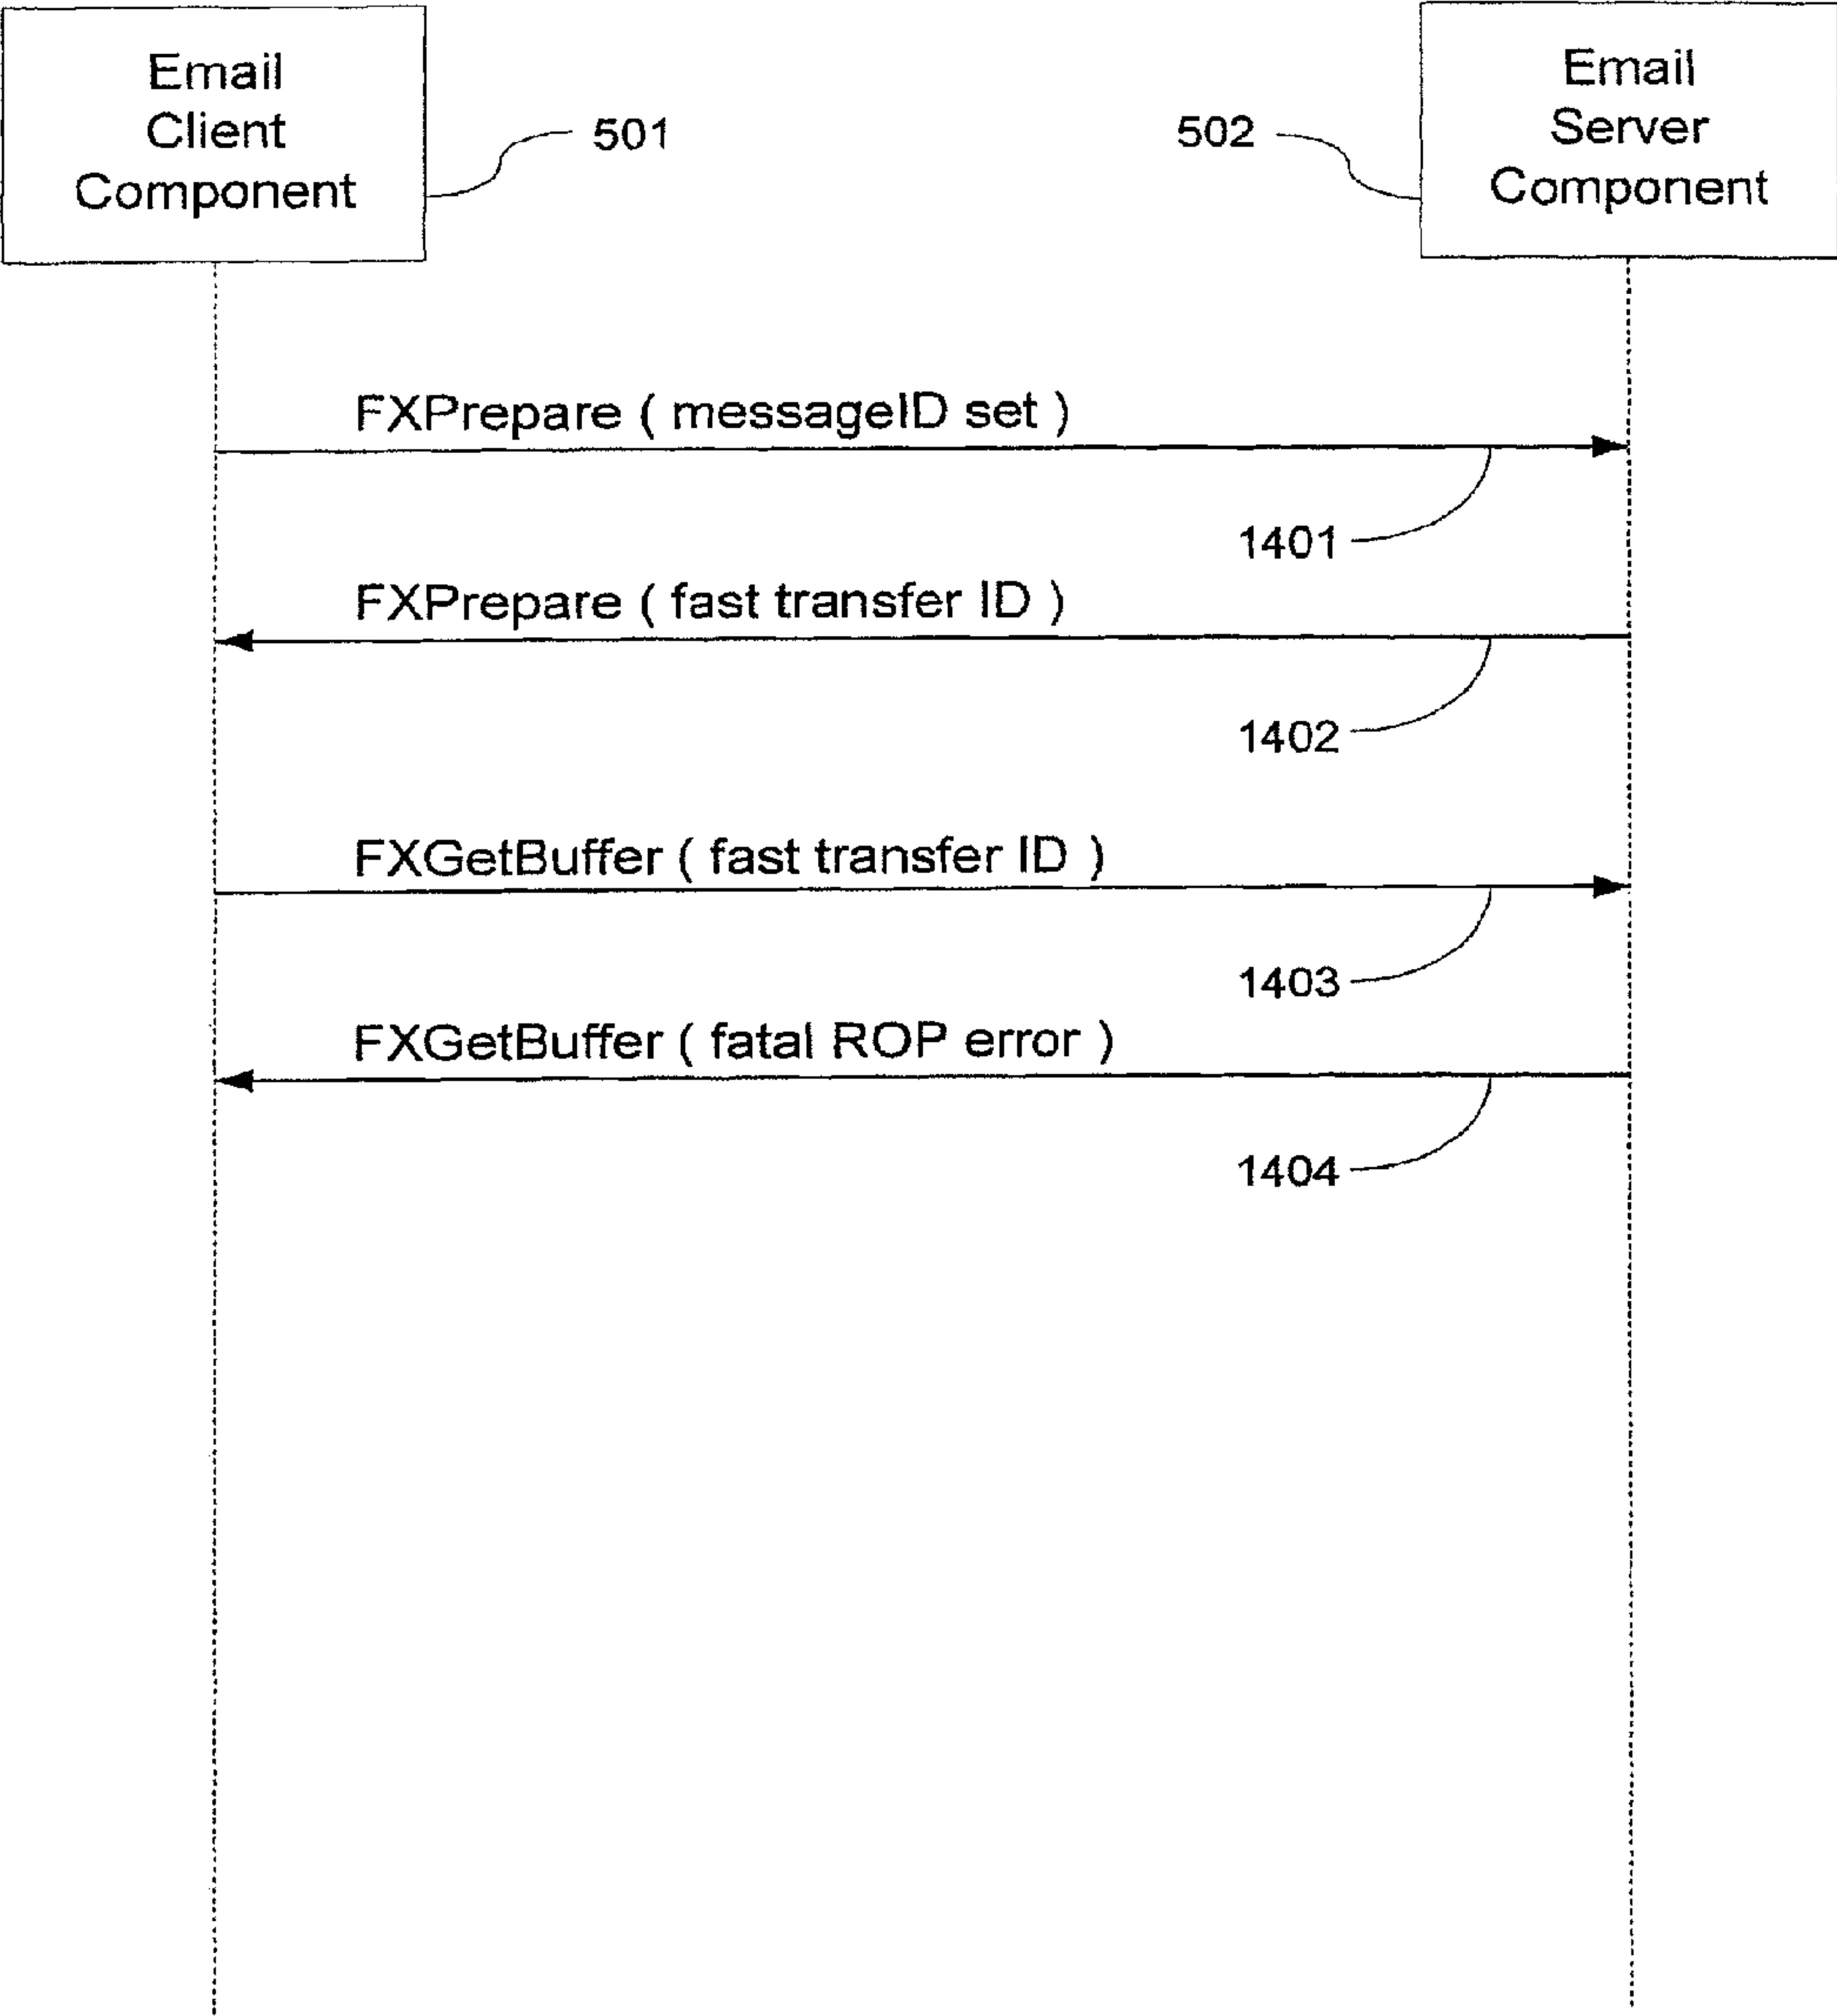 Email
Client
Component
501
502
Email
Server
Component
FXPrepare ( messageID set )
1401
FXPrepare ( fast transfer ID )
1402
FXGetBuffer ( fast transfer ID )
1403
FXGetBuffer ( fatal ROP error )
1404